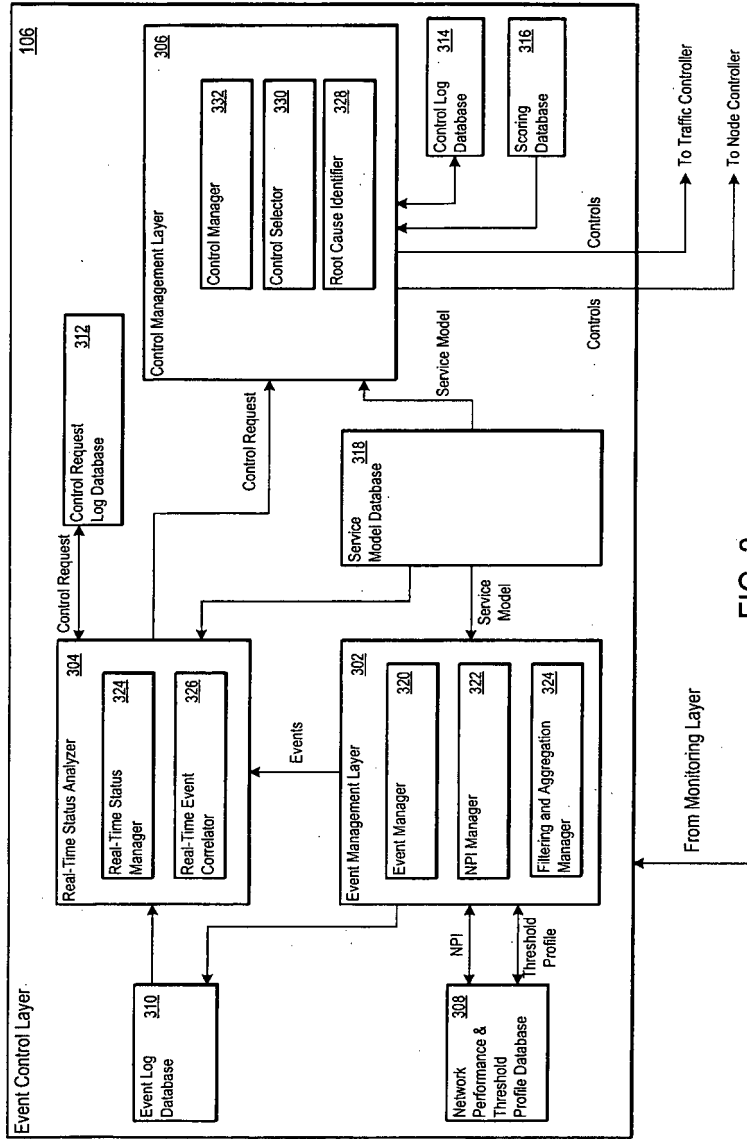 Event Control Layer
106
Event Log
Database
310
Real-Time Status Analyzer
304
Real-Time Status
Manager
324
Real-Time Event
Correlator
326
Control Request
Control Request
Log Database
312
Control Request
Control Management Layer
306
Control Manager
332
Control Selector
330
Root Cause Identifier
328
Control Log
Database
314
Scoring
Database
316
Events
Network
Performance &
Threshold
Profile Database
308
NPI
Threshold
Profile
Event Management Layer
302
Event Manager
320
NPI Manager
322
Filtering and Aggregation
Manager
324
Service
Model
Service
Model Database
318
Service Model
Controls
Controls
To Traffic Controller
To Node Controller
From Monitoring Layer
FIG.